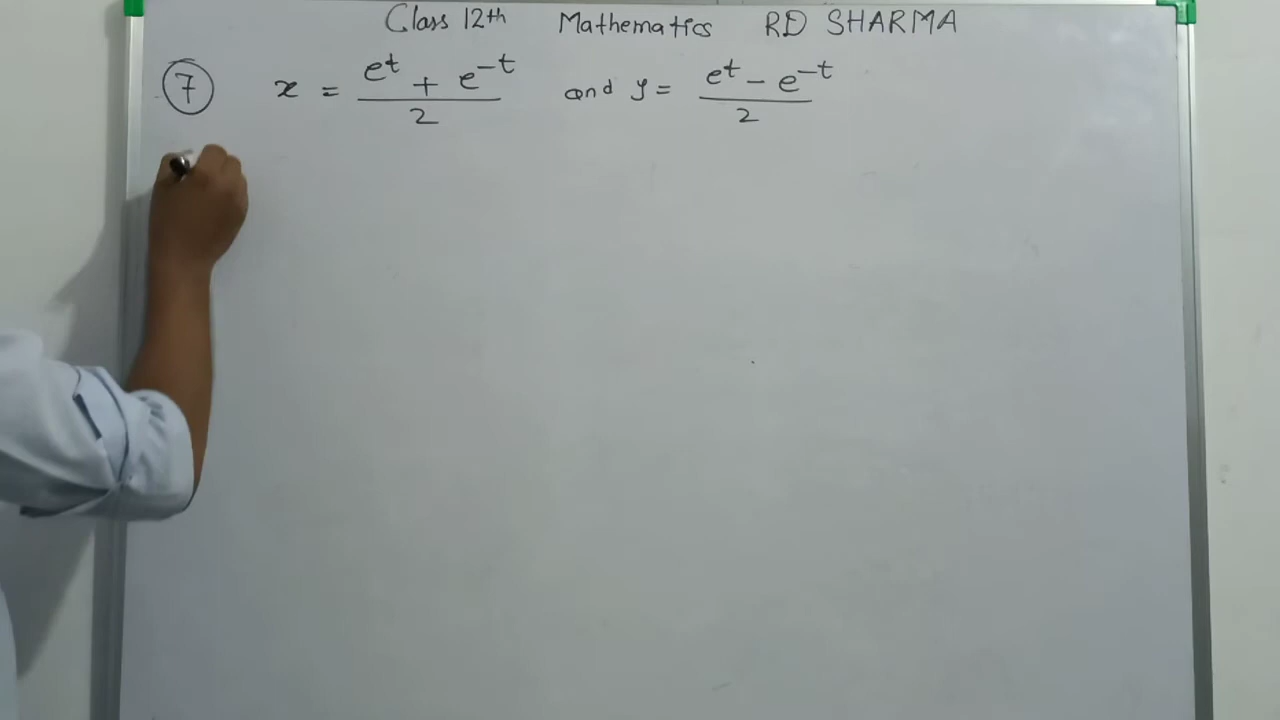 Class 12th Mathematics RD SHARMA
7 x = (e^t + e^-t)/2 and y = (e^t - e^-t)/2